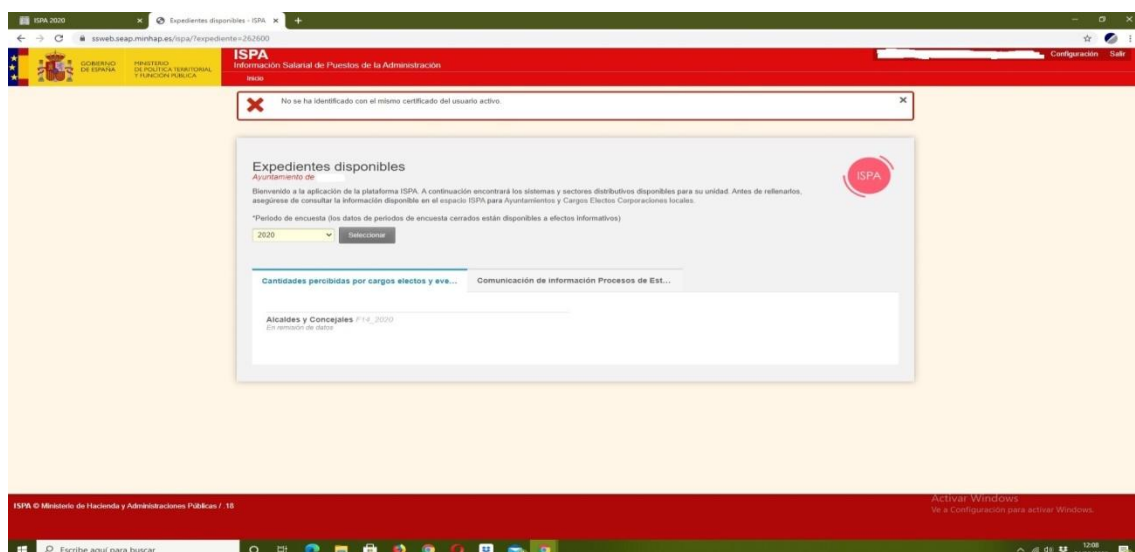 ISPA 2020
Expedientes disponibles - ISPA
ssweb.seap.minhap.es/ispa/?expediente=262600
GOBIERNO
DE ESPAÑA
MINISTERIO
DE POLÍTICA TERRITORIAL
Y FUNCIÓN PÚBLICA
ISPA
Información Salarial de Puestos de la Administración
Inicio
Configuración Salir
No se ha identificado con el mismo certificado del usuario activo.
Expedientes disponibles
Ayuntamiento de
ISPA
Bienvenido a la aplicación de la plataforma ISPA. A continuación encontrará los sistemas y sectores distributivos disponibles para su unidad. Antes de rellenarlos,
asegúrese de consultar la información disponible en el espacio ISPA para Ayuntamientos y Cargos Electos Corporaciones locales.
*Periodo de encuesta (los datos de periodos de encuesta cerrados están disponibles a efectos informativos)
2020 Seleccionar
Cantidades percibidas por cargos electos y eve... Comunicación de información Procesos de Est...
Alcaldes y Concejales F14_2020
En remisión de datos
ISPA © Ministerio de Hacienda y Administraciones Públicas / .18
Activar Windows
Ve a Configuración para activar Windows.
Escribe aquí para buscar
12:08